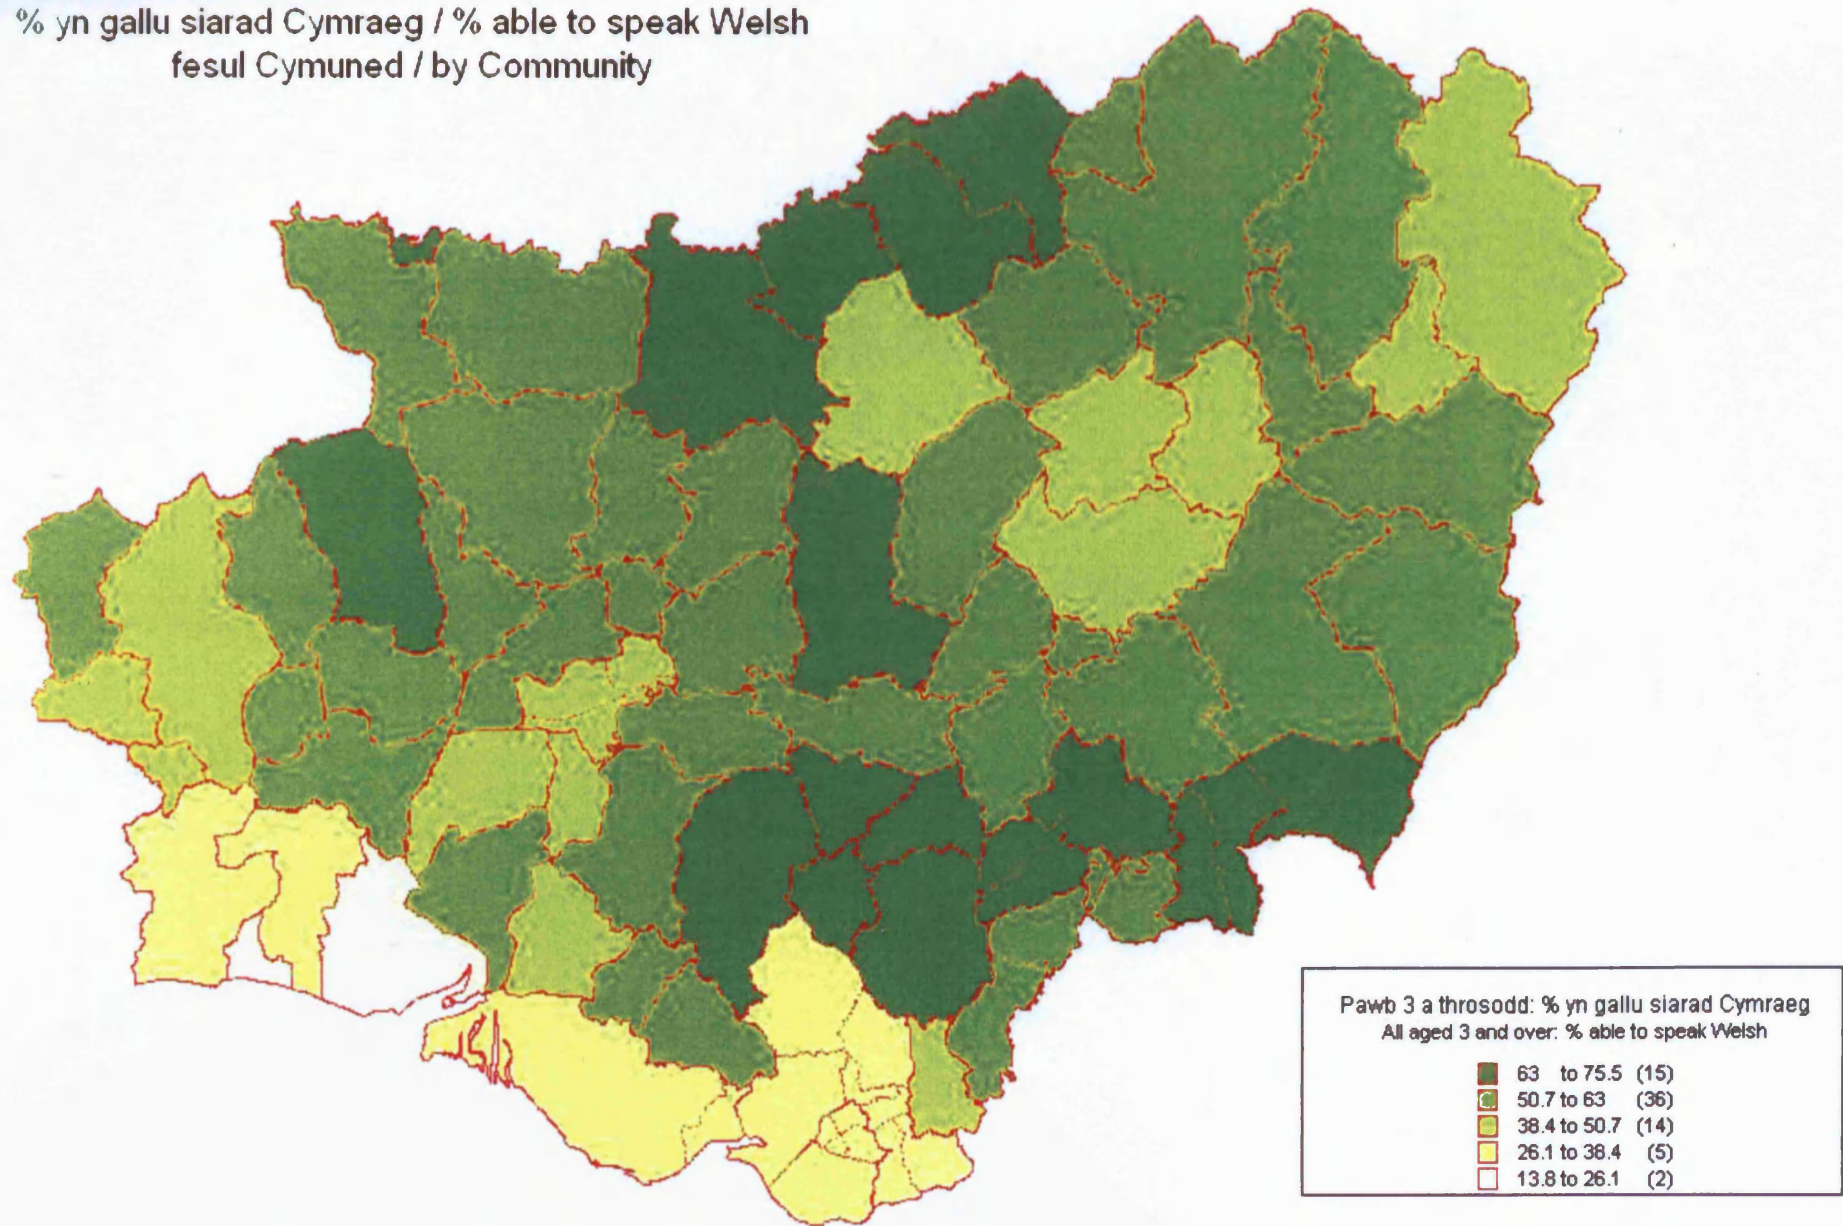 % yn gallu siarad Cymraeg / % able to speak Welsh
fesul Cymuned / by Community
Pawb 3 a throsodd: % yn gallu siarad Cymraeg
All aged 3 and over: % able to speak Welsh
63 to 75.5 (15)
50.7 to 63 (36)
38.4 to 50.7 (14)
26.1 to 38.4 (5)
13.8 to 26.1 (2)